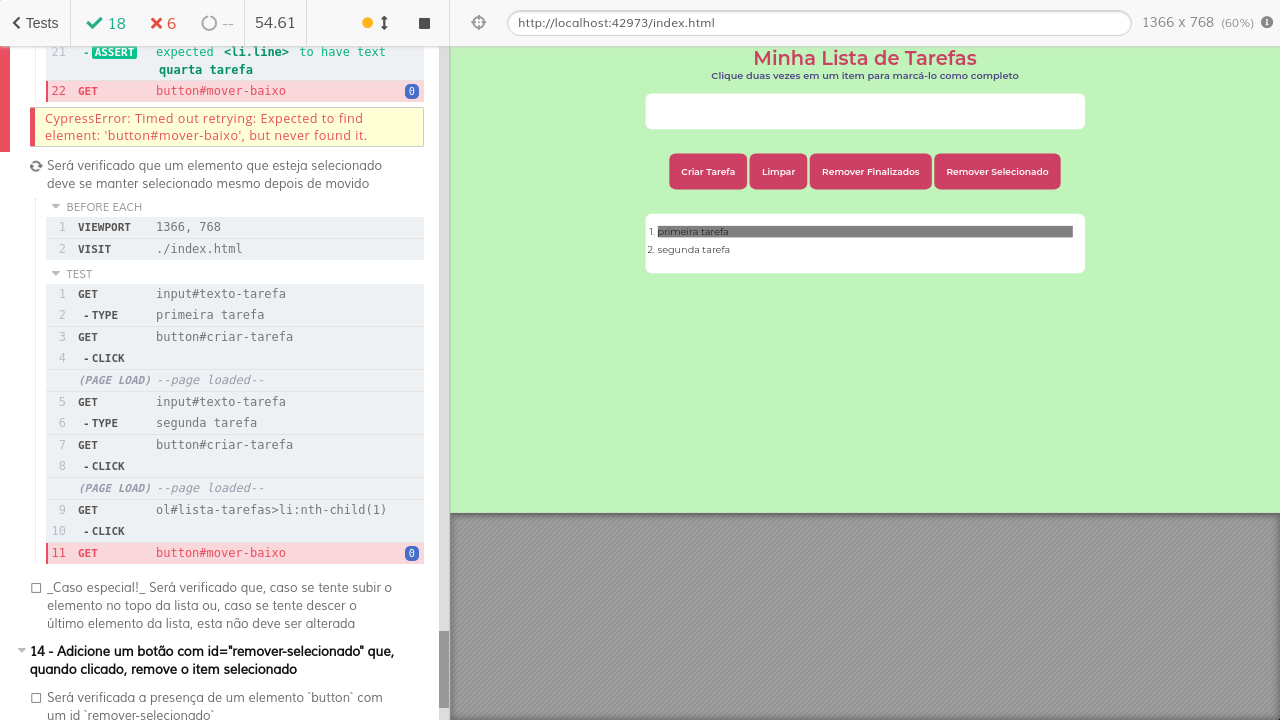 Tests
18
6
--
54.61
http://localhost:42973/index.html
1366 x 768 (60%)
21 - ASSERT expected <li.line> to have text
quarta tarefa
22 GET button#mover-baixo 0
CypressError: Timed out retrying: Expected to find
element: 'button#mover-baixo', but never found it.
Será verificado que um elemento que esteja selecionado
deve se manter selecionado mesmo depois de movido
BEFORE EACH
1 VIEWPORT 1366, 768
2 VISIT ./index.html
TEST
1 GET input#texto-tarefa
2 - TYPE primeira tarefa
3 GET button#criar-tarefa
4 - CLICK
(PAGE LOAD) --page loaded--
5 GET input#texto-tarefa
6 - TYPE segunda tarefa
7 GET button#criar-tarefa
8 - CLICK
(PAGE LOAD) --page loaded--
9 GET ol#lista-tarefas>li:nth-child(1)
10 - CLICK
11 GET button#mover-baixo 0
_Caso especial!_ Será verificado que, caso se tente subir o
elemento no topo da lista ou, caso se tente descer o
último elemento da lista, esta não deve ser alterada
14 - Adicione um botão com id="remover-selecionado" que,
quando clicado, remove o item selecionado
Será verificada a presença de um elemento `button` com
um id `remover-selecionado`
Minha Lista de Tarefas
Clique duas vezes em um item para marcá-lo como completo
Criar Tarefa
Limpar
Remover Finalizados
Remover Selecionado
1. primeira tarefa
2. segunda tarefa